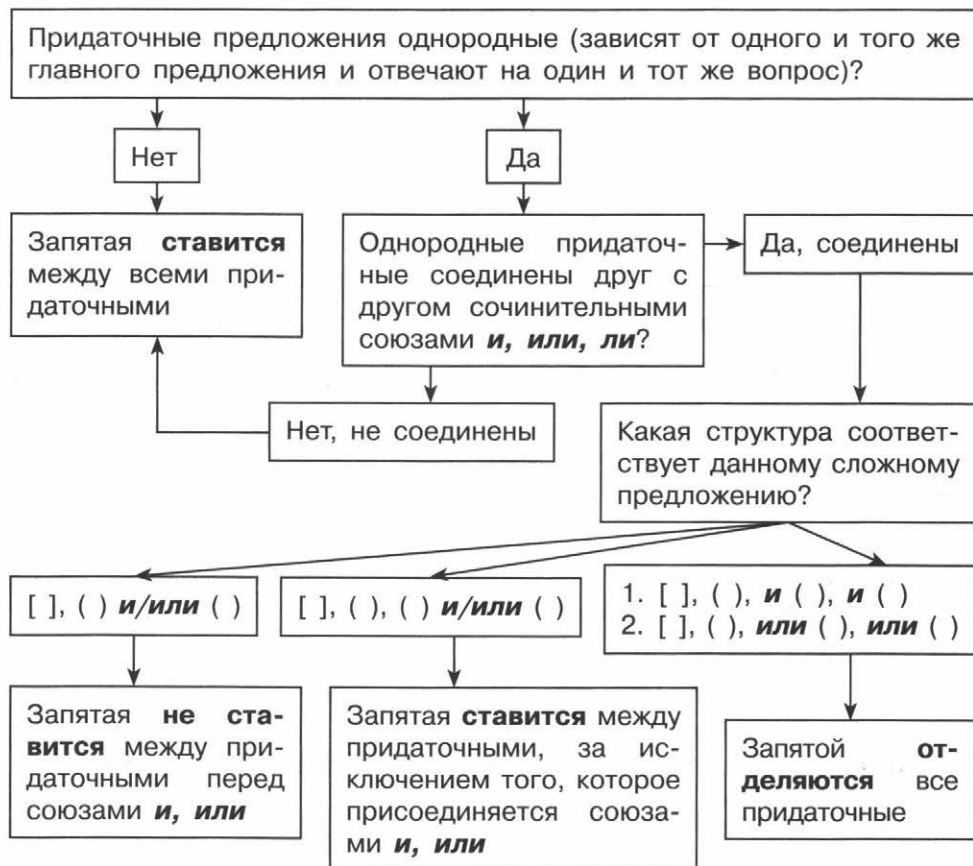 Придаточные предложения однородные (зависят от одного и того же
главного предложения и отвечают на один и тот же вопрос)?
Нет
Да
Запятая ставится
между всеми при-
даточными
Однородные придаточ-
ные соединены друг с
другом сочинительными
союзами и, или, ли?
Да, соединены
Нет, не соединены
Какая структура соответ-
ствует данному сложному
предложению?
[ ], ( ) и/или ( )
[ ], ( ), ( ) и/или ( )
1. [ ], ( ), и ( ), и ( )
2. [ ], ( ), или ( ), или ( )
Запятая не ста-
вится между при-
даточными перед
союзами и, или
Запятая ставится между
придаточными, за ис-
ключением того, которое
присоединяется союза-
ми и, или
Запятой от-
деляются все
придаточные